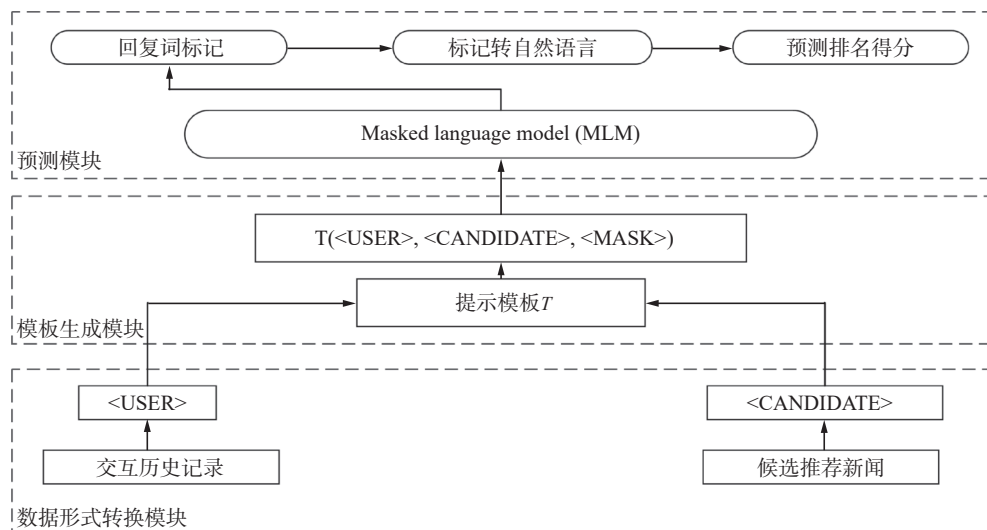 回复词标记
标记转自然语言
预测排名得分
Masked language model (MLM)
预测模块
T(<USER>, <CANDIDATE>, <MASK>)
提示模板T
模板生成模块
<USER>
<CANDIDATE>
交互历史记录
候选推荐新闻
数据形式转换模块